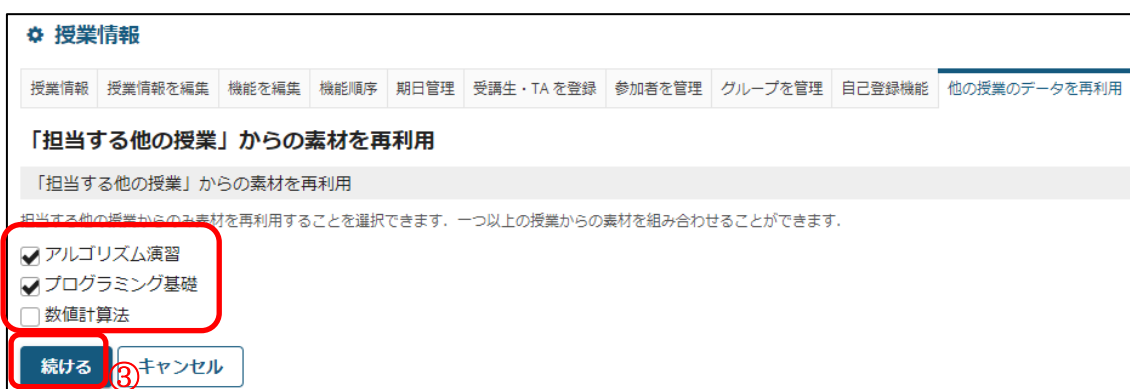 授業情報
授業情報 授業情報を編集 機能を編集 機能順序 期日管理 受講生・TAを登録 参加者を管理 グループを管理 自己登録機能 他の授業のデータを再利用
「担当する他の授業」からの素材を再利用
「担当する他の授業」からの素材を再利用
担当する他の授業からのみ素材を再利用することを選択できます．一つ以上の授業からの素材を組み合わせることができます．
アルゴリズム演習
プログラミング基礎
数値計算法
続ける ③ キャンセル